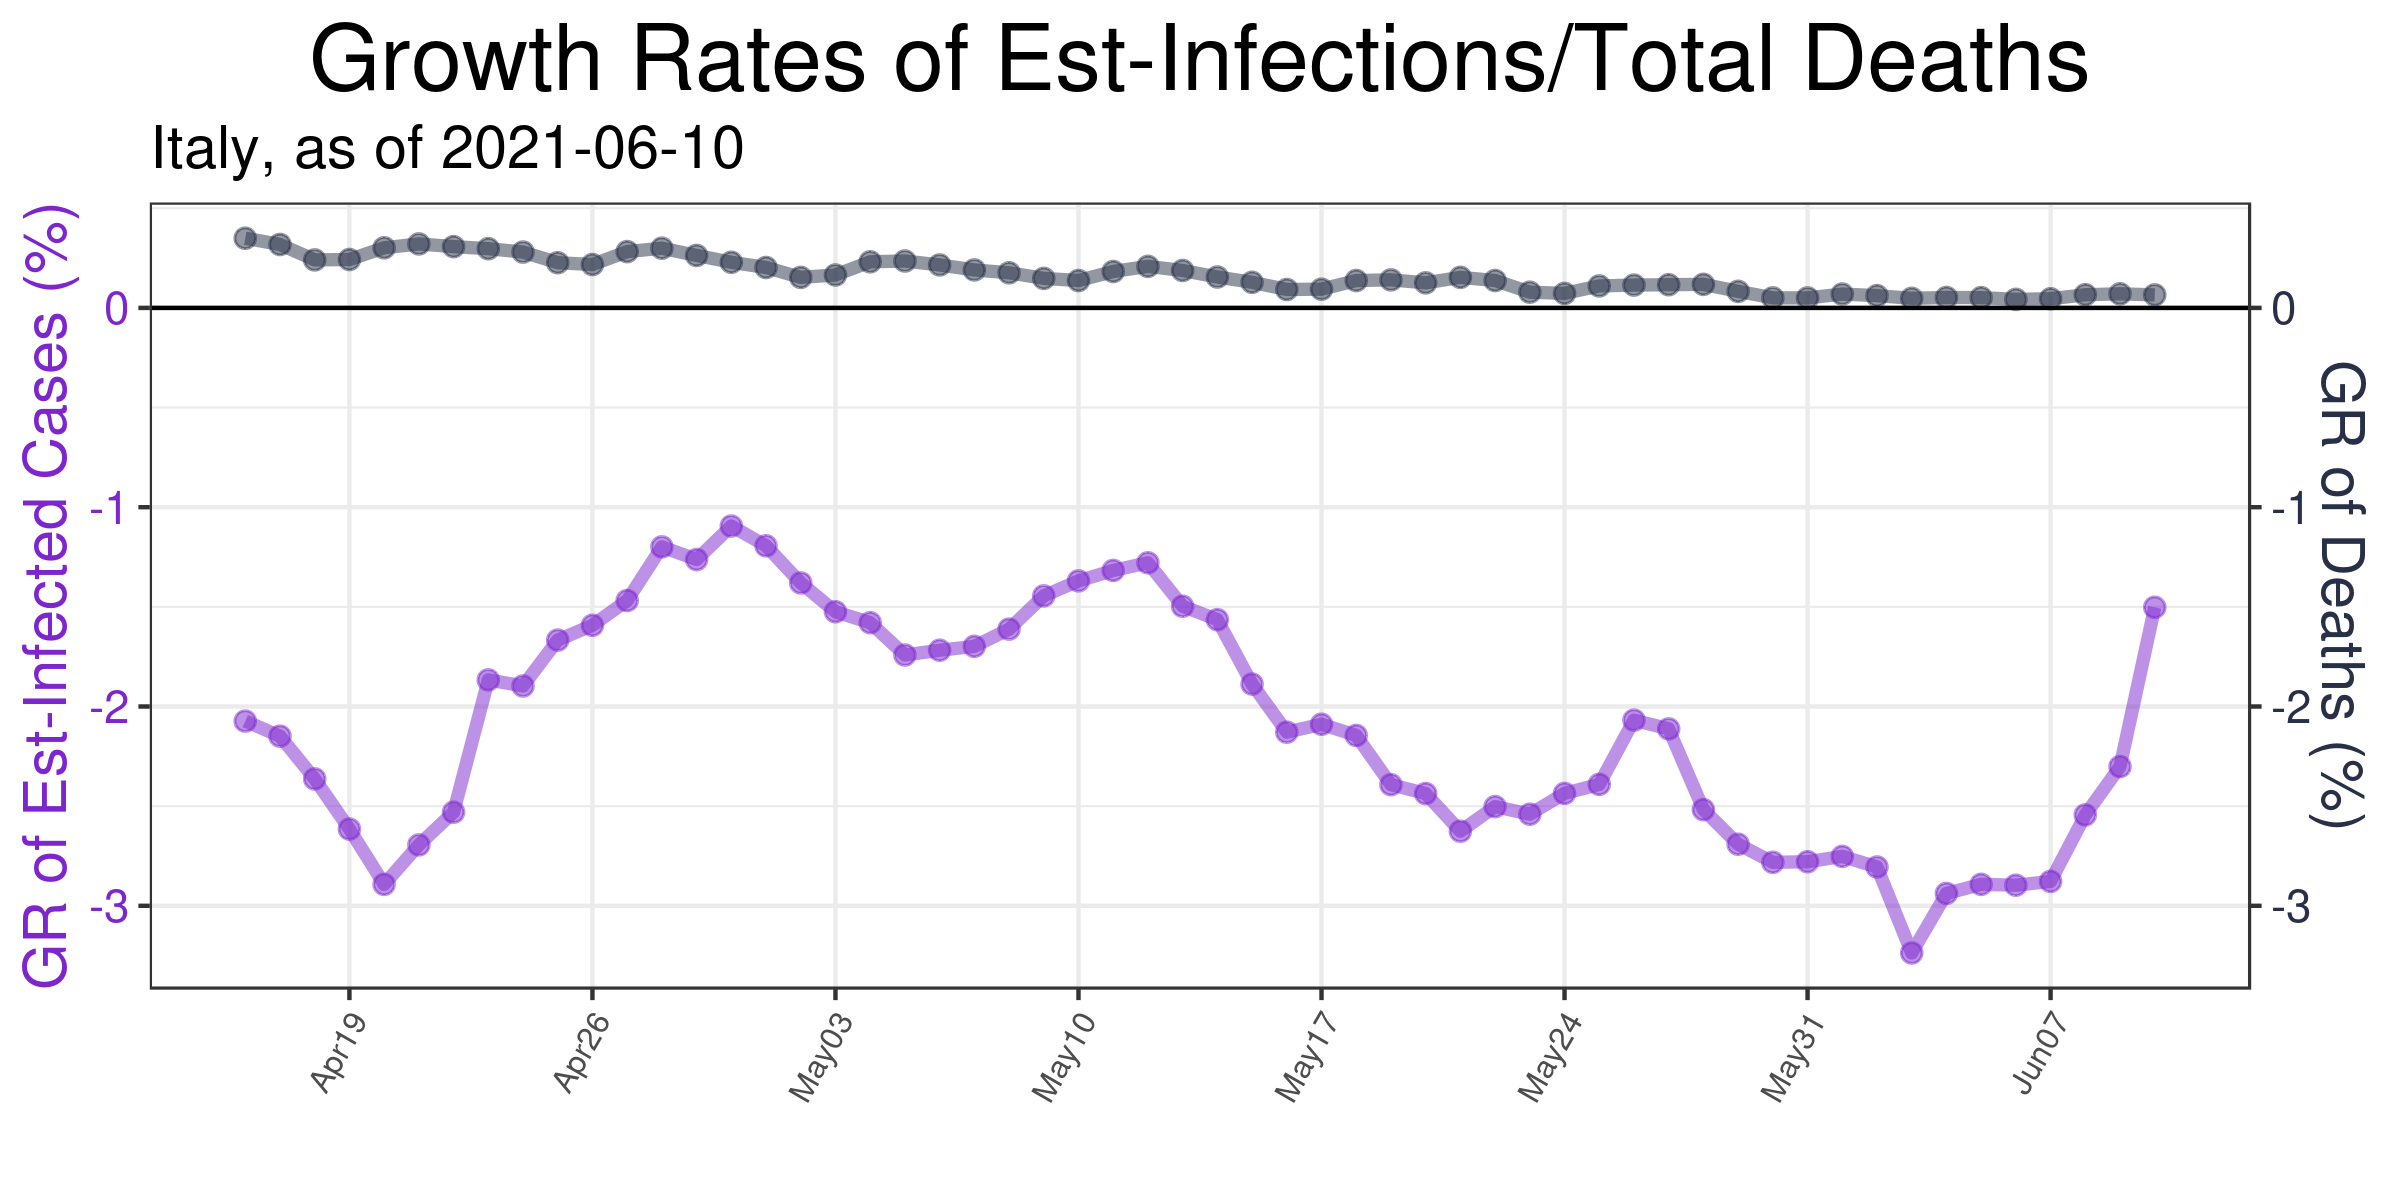 Growth Rates of Est-Infections/Total Deaths
Italy, as of 2021-06-10
GR of Est-Infected Cases (%)
0
-1
-2
-3
0
-1
-2
-3
GR of Deaths (%)
Apr19
Apr26
May03
May10
May17
May24
May31
Jun07